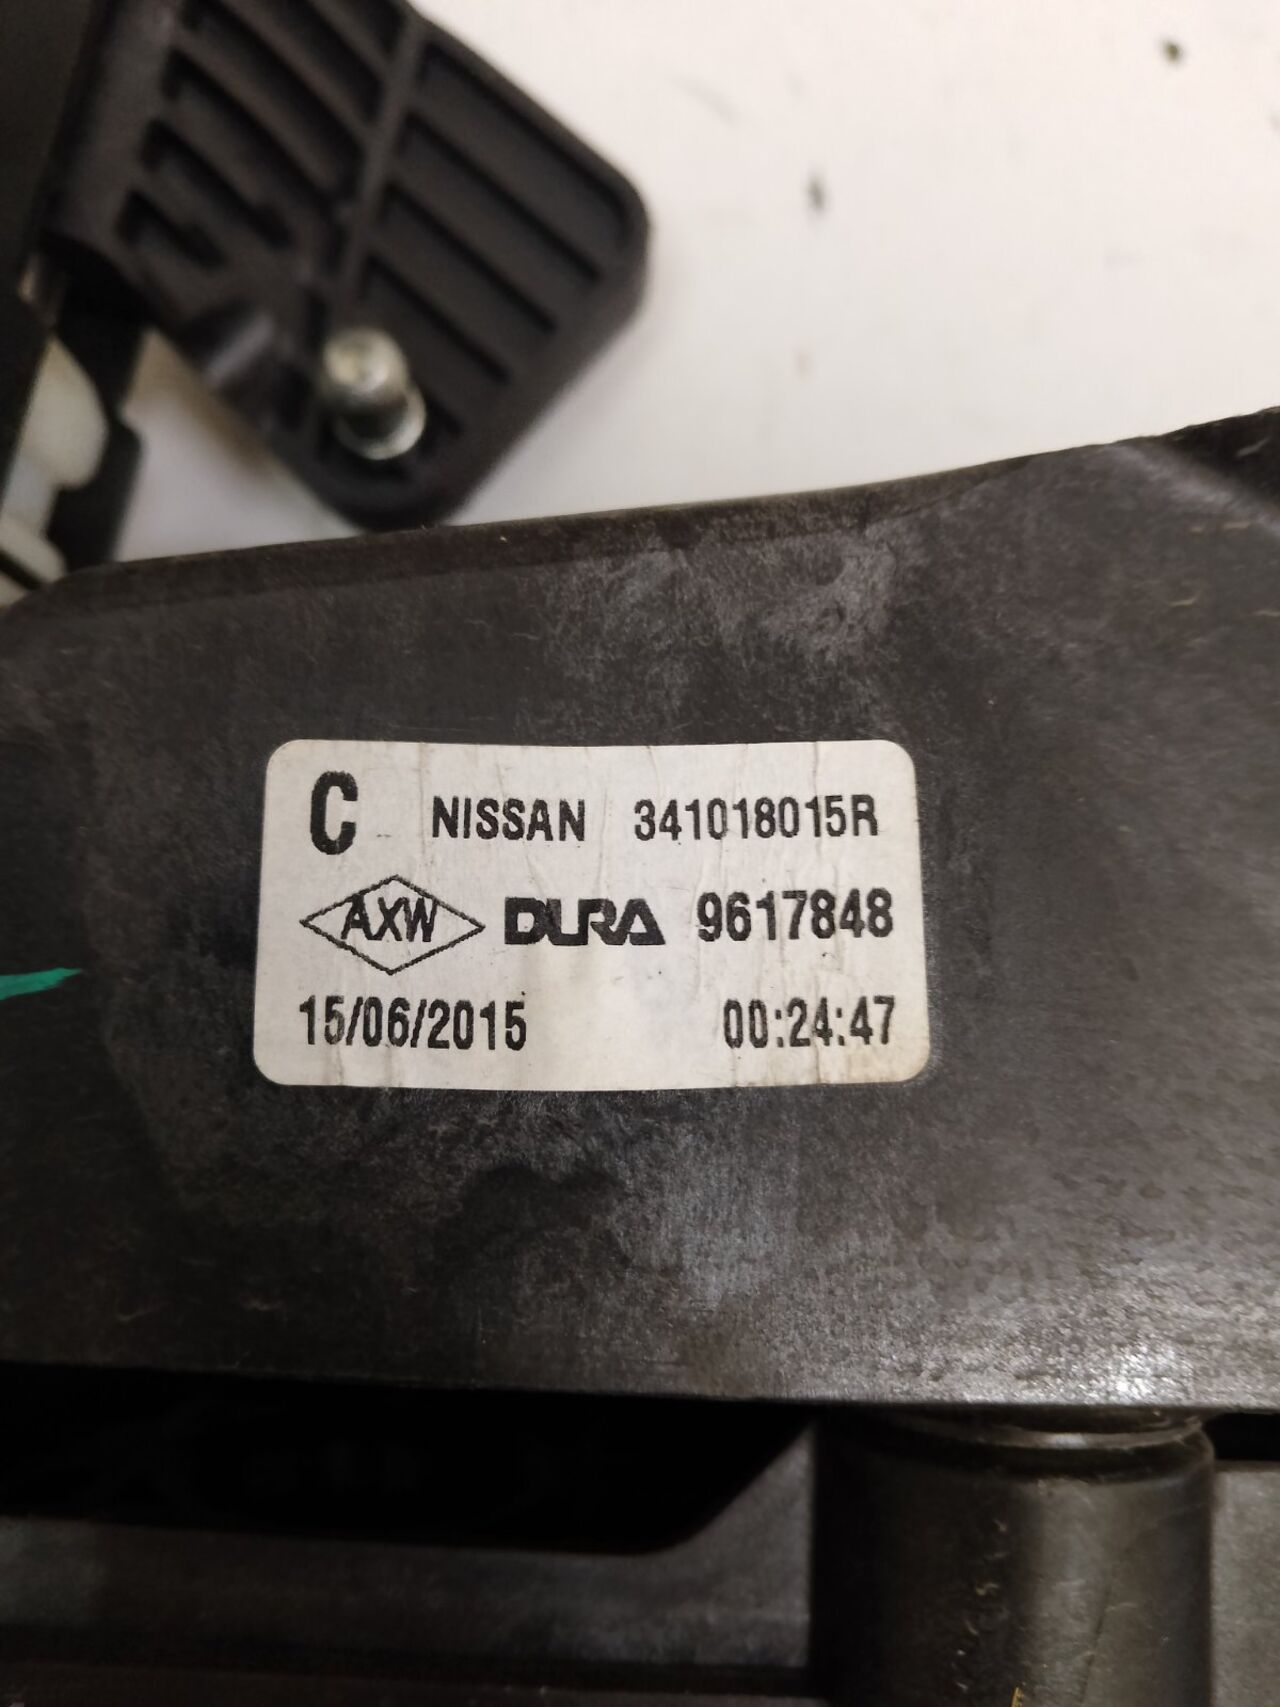 C NISSAN 341018015R
AXW DURA 9617848
15/06/2015 00:24:47